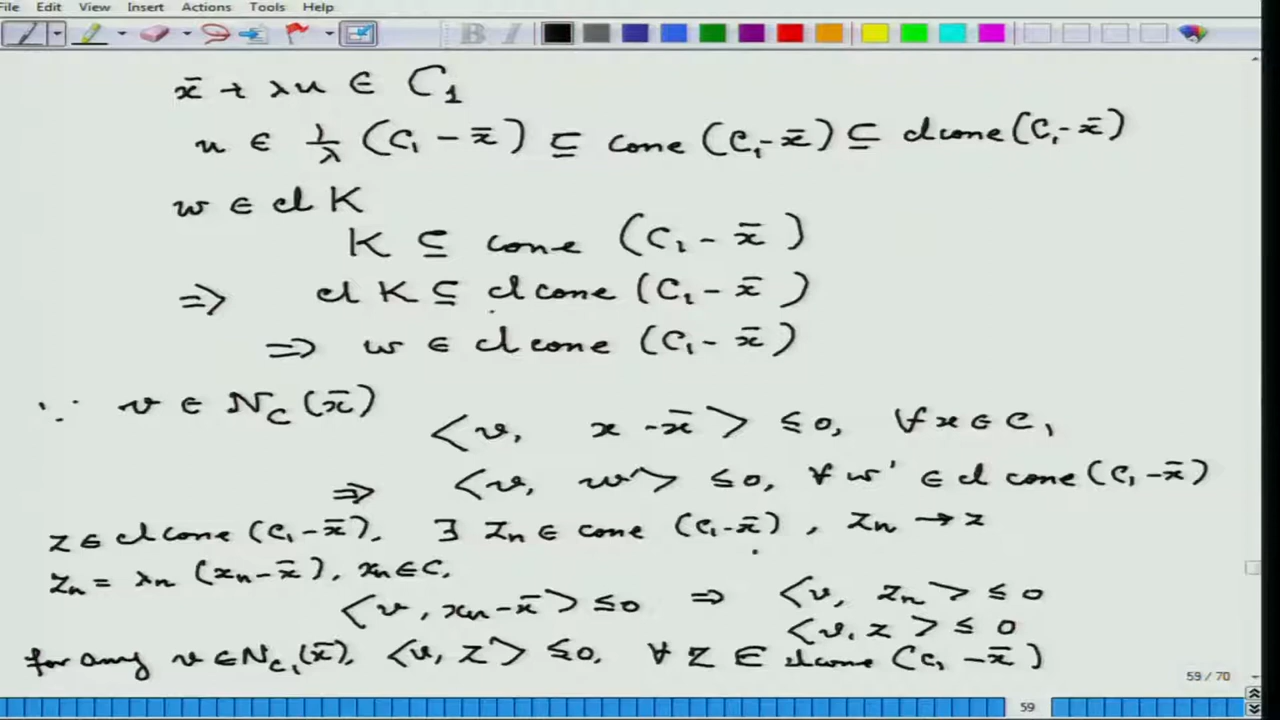 File Edit View Insert Actions Tools Help
x̄ + λu ∈ C₁
u ∈ 1/λ (C₁ - x̄) ⊆ cone (C₁ - x̄) ⊆ cl cone (C₁ - x̄)
w ∈ cl K
K ⊆ cone (C₁ - x̄)
⇒ cl K ⊆ cl cone (C₁ - x̄)
⇒ w ∈ cl cone (C₁ - x̄)
∵ v ∈ N_C (x̄)
⟨v, x - x̄⟩ ≤ 0, ∀ x ∈ C₁
⇒ ⟨v, w'⟩ ≤ 0, ∀ w' ∈ cl cone (C₁ - x̄)
z ∈ cl cone (C₁ - x̄), ∃ zₙ ∈ cone (C₁ - x̄), zₙ → z
zₙ = λₙ (xₙ - x̄), xₙ ∈ C₁
⟨v, xₙ - x̄⟩ ≤ 0 ⇒ ⟨v, zₙ⟩ ≤ 0
⟨v, z⟩ ≤ 0
for any v ∈ N_C₁ (x̄), ⟨v, z⟩ ≤ 0, ∀ z ∈ cl cone (C₁ - x̄)
59 / 70
59